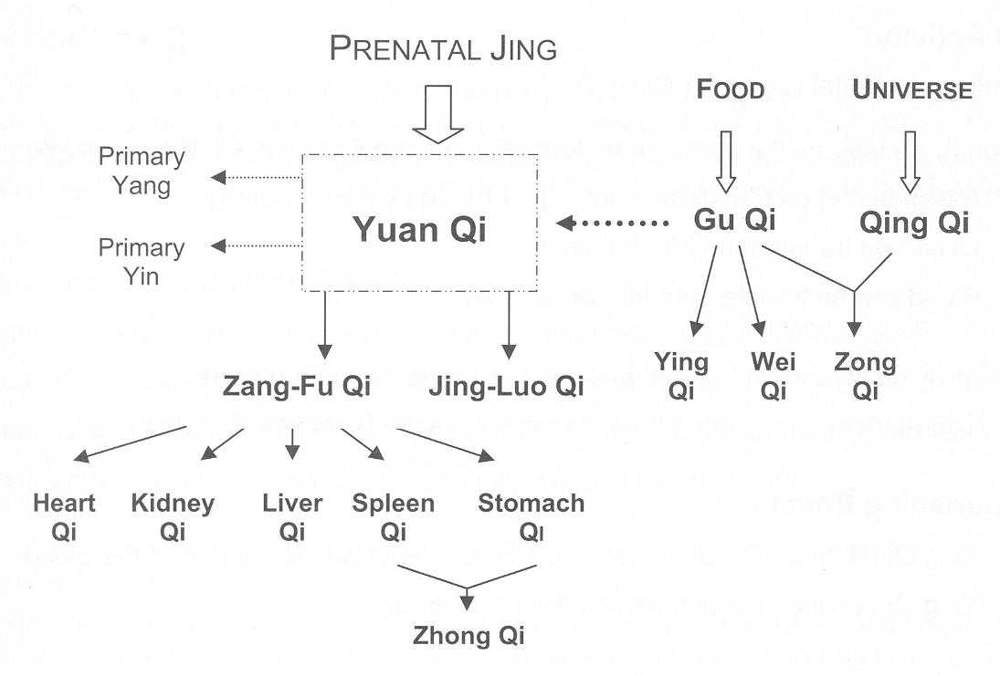 PRENATAL JING
FOOD
UNIVERSE
Primary
Yang
Primary
Yin
Yuan Qi
Gu Qi
Qing Qi
Zang-Fu Qi
Jing-Luo Qi
Ying
Qi
Wei
Qi
Zong
Qi
Heart
Qi
Kidney
Qi
Liver
Qi
Spleen
Qi
Stomach
Qi
Zhong Qi